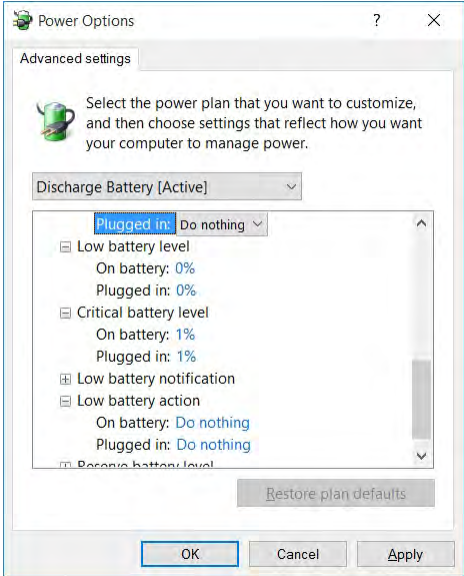 Power Options
?
Advanced settings
Select the power plan that you want to customize,
and then choose settings that reflect how you want
your computer to manage power.
Discharge Battery [Active]
Plugged in: Do nothing
Low battery level
On battery: 0%
Plugged in: 0%
Critical battery level
On battery: 1%
Plugged in: 1%
Low battery notification
Low battery action
On battery: Do nothing
Plugged in: Do nothing
Reserve battery level
Restore plan defaults
OK Cancel Apply